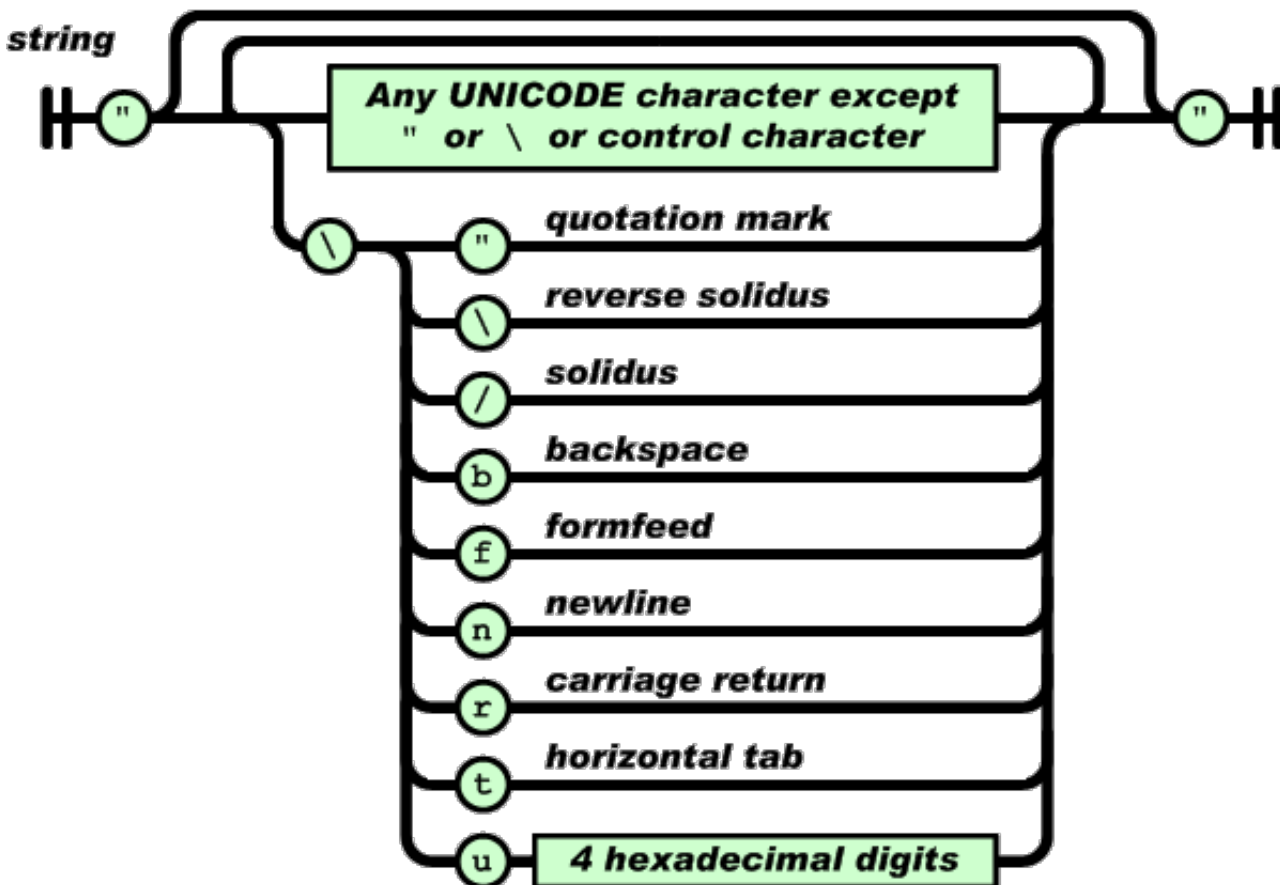 string
"
Any UNICODE character except
" or \ or control character
"
\
" quotation mark
\ reverse solidus
/ solidus
b backspace
f formfeed
n newline
r carriage return
t horizontal tab
u 4 hexadecimal digits